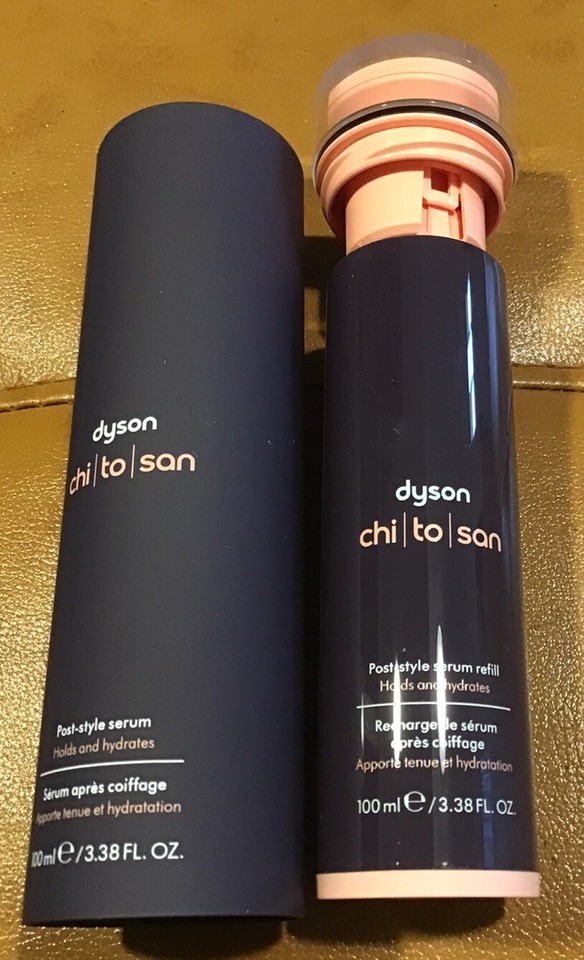 dyson
chi|to|san
Post-style serum
Holds and hydrates
Sérum après coiffage
Apporte tenue et hydratation
100 ml ℮ / 3.38 FL. OZ.
dyson
chi|to|san
Post-style serum refill
Holds and hydrates
Recharge de sérum
après coiffage
Apporte tenue et hydratation
100 ml ℮ / 3.38 FL. OZ.